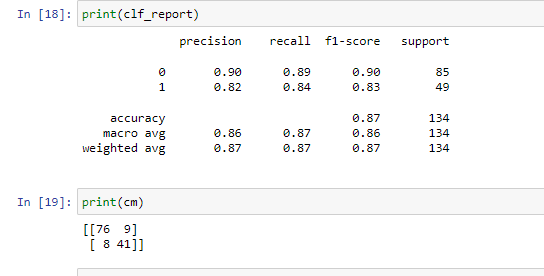 In [18]: print(clf_report)
precision recall f1-score support
0 0.90 0.89 0.90 85
1 0.82 0.84 0.83 49
accuracy 0.87 134
macro avg 0.86 0.87 0.86 134
weighted avg 0.87 0.87 0.87 134
In [19]: print(cm)
[[76 9]
[ 8 41]]